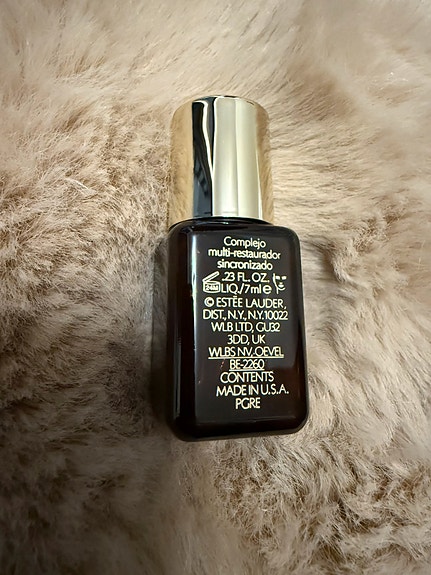 Complejo
multi-restaurador
sincronizado
.23 FL. OZ.
24M LIQ./7ml e
© ESTĒE LAUDER,
DIST., N.Y., N.Y. 10022
WLB LTD, GU32
3DD, UK
WLBS NV. OEVEL
BE-2260
CONTENTS
MADE IN U.S.A.
PGRE